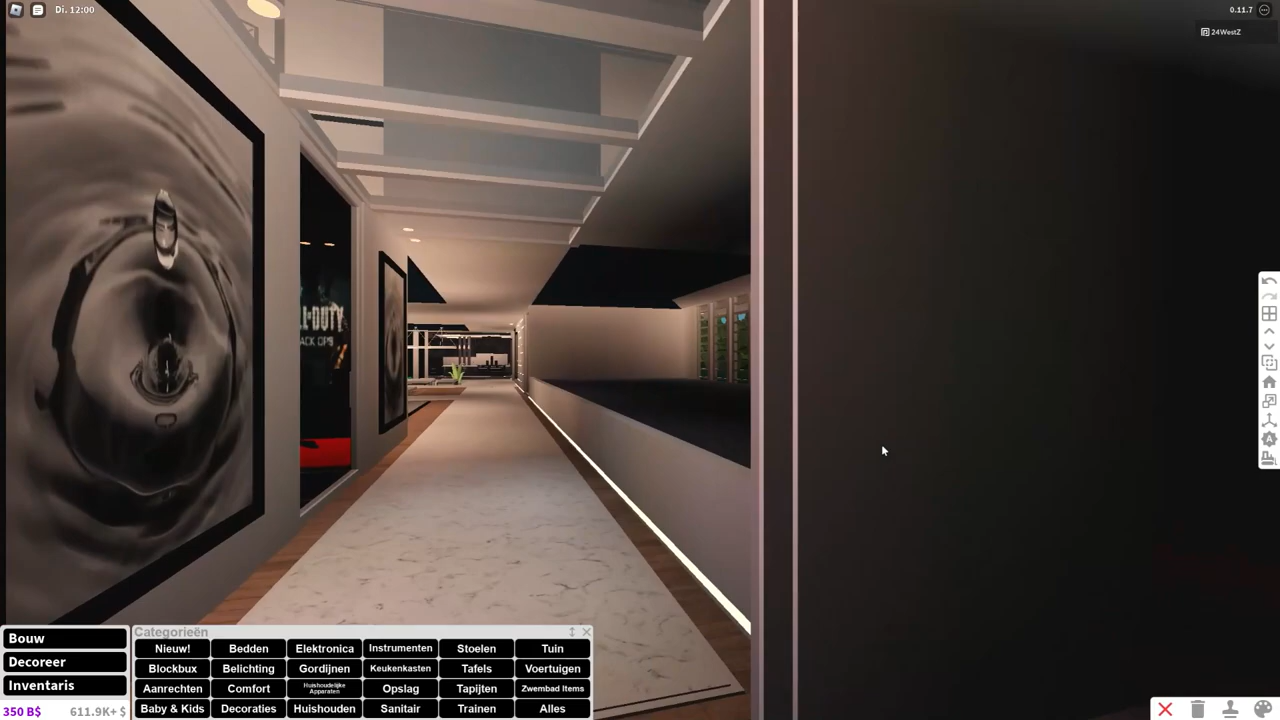 Di. 12:00
0.11.7
24WestZ
L·DUTY
ACK OPS
Bouw
Decoreer
Inventaris
350 B$ 611.9K+ $
Categorieën
Nieuw! Bedden Elektronica Instrumenten Stoelen Tuin
Blockbux Belichting Gordijnen Keukenkasten Tafels Voertuigen
Aanrechten Comfort Huishoudelijke Apparaten Opslag Tapijten Zwembad Items
Baby & Kids Decoraties Huishouden Sanitair Trainen Alles